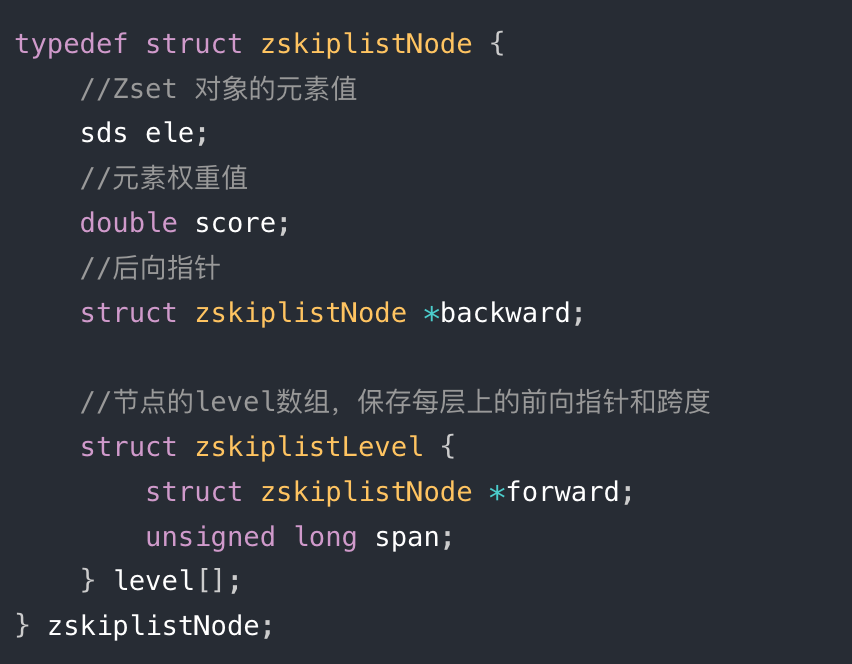 typedef struct zskiplistNode {
    //Zset 对象的元素值
    sds ele;
    //元素权重值
    double score;
    //后向指针
    struct zskiplistNode *backward;

    //节点的level数组，保存每层上的前向指针和跨度
    struct zskiplistLevel {
        struct zskiplistNode *forward;
        unsigned long span;
    } level[];
} zskiplistNode;